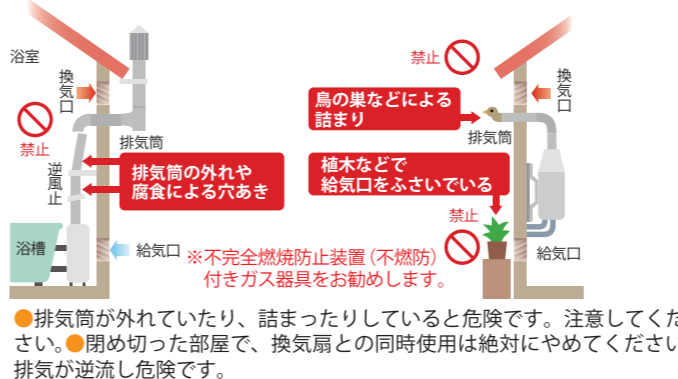 浴室
換気口
禁止
排気筒
逆風止
排気筒の外れや
腐食による穴あき
浴槽
給気口
禁止
換気口
鳥の巣などによる
詰まり
排気筒
植木などで
給気口をふさいでいる
禁止
給気口
※不完全燃焼防止装置（不燃防）
付きガス器具をお勧めします。
●排気筒が外れていたり、詰まったりしていると危険です。注意してくだ
さい。●閉め切った部屋で、換気扇との同時使用は絶対にやめてください
排気が逆流し危険です。